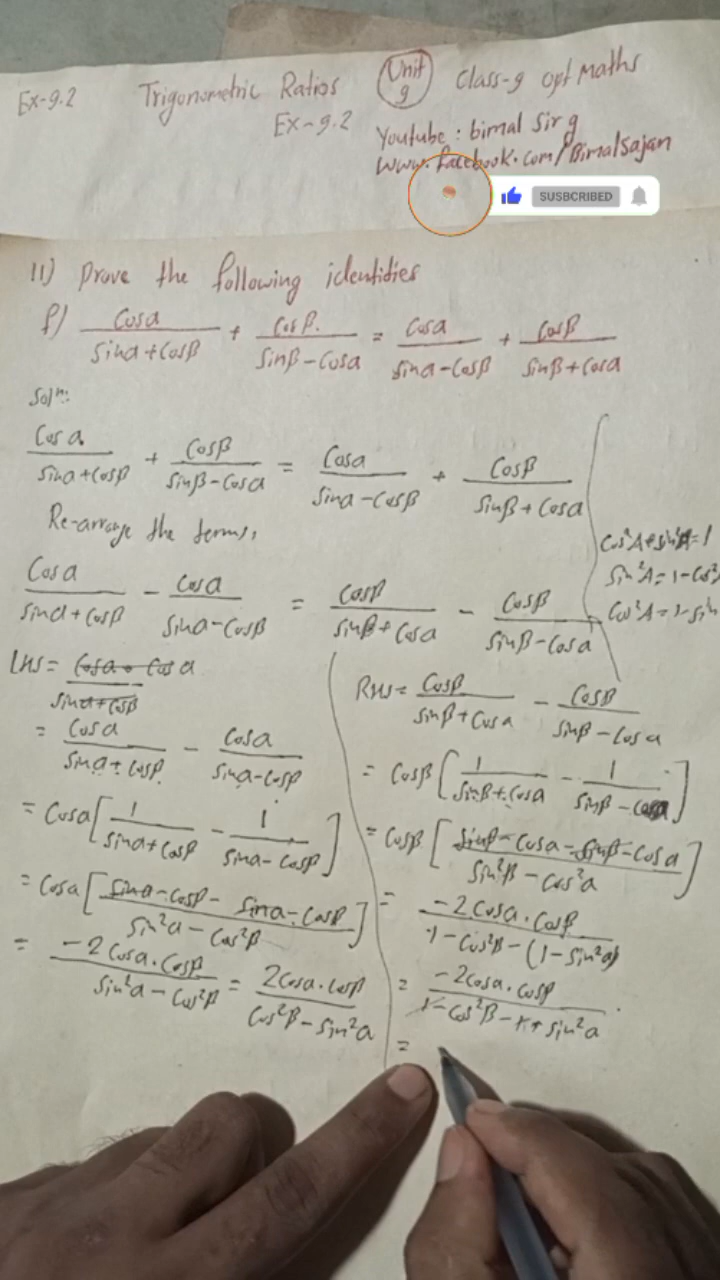 Ex-9.2 Trigonometric Ratios Unit 9 Class-9 opt Maths
Ex-9.2
Youtube : bimal Sir g
www.facebook.com/Bimalsajan
SUSBCRIBED
11) Prove the following identities
f) Cosα/(Sinα+Cosβ) + Cosβ/(Sinβ-Cosα) = Cosα/(Sinα-Cosβ) + Cosβ/(Sinβ+Cosα)
Solⁿ:
Cosα/(Sinα+Cosβ) + Cosβ/(Sinβ-Cosα) = Cosα/(Sinα-Cosβ) + Cosβ/(Sinβ+Cosα)
Re-arrange the terms,
Cosα/(Sinα+Cosβ) - Cosα/(Sinα-Cosβ) = Cosβ/(Sinβ+Cosα) - Cosβ/(Sinβ-Cosα)
Cos²A+Sin²A=1
Sin²A=1-Cos²
Cos²A=1-Sin
LHS =
= Cosα/(Sinα+Cosβ) - Cosα/(Sinα-Cosβ)
= Cosα[1/(Sinα+Cosβ) - 1/(Sinα-Cosβ)]
= Cosα[(Sinα-Cosβ-Sinα-Cosβ)/(Sin²α-Cos²β)]
= -2Cosα.Cosβ/(Sin²α-Cos²β) = 2Cosα.Cosβ/(Cos²β-Sin²α)
RHS = Cosβ/(Sinβ+Cosα) - Cosβ/(Sinβ-Cosα)
= Cosβ[1/(Sinβ+Cosα) - 1/(Sinβ-Cosα)]
= Cosβ[(Sinβ-Cosα-Sinβ-Cosα)/(Sin²β-Cos²α)]
= -2Cosα.Cosβ/(1-Cos²β-(1-Sin²α))
= -2Cosα.Cosβ/(1-Cos²β-1+Sin²α)
=